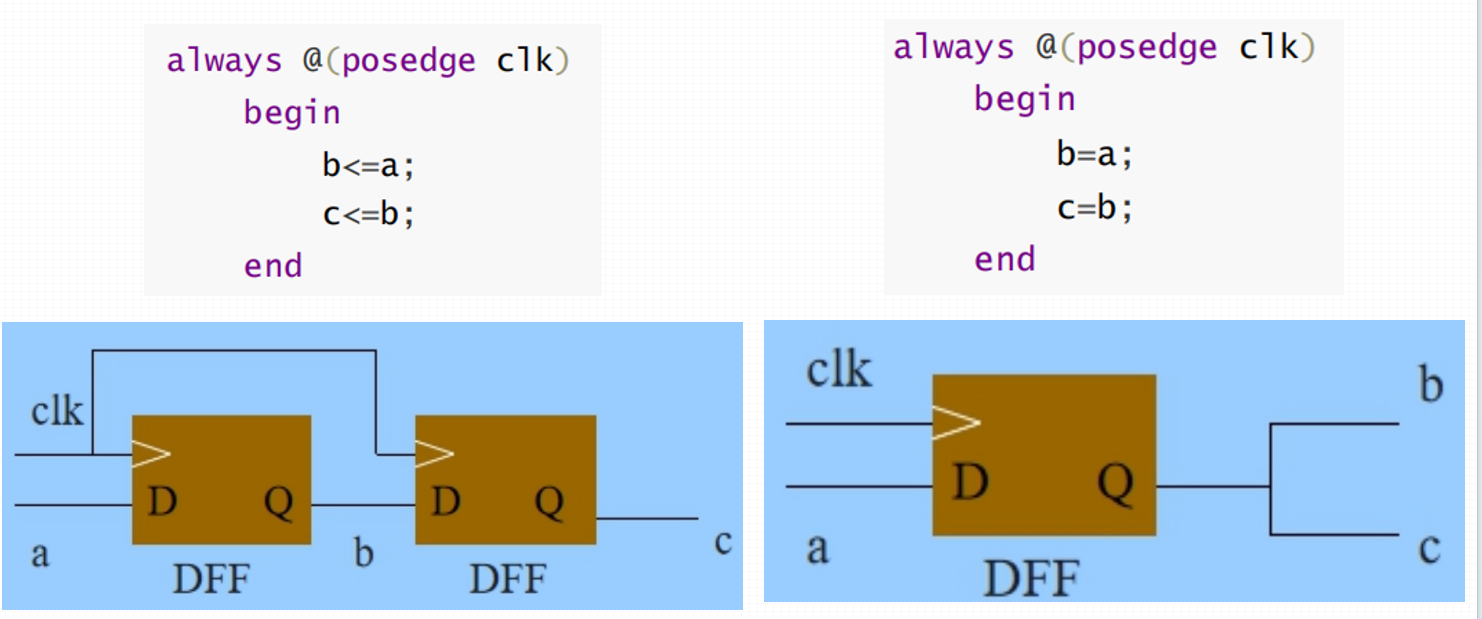 always @(posedge clk)
begin
b<=a;
c<=b;
end
always @(posedge clk)
begin
b=a;
c=b;
end
clk
D Q D Q
a b c
DFF DFF
clk b
D Q
a c
DFF